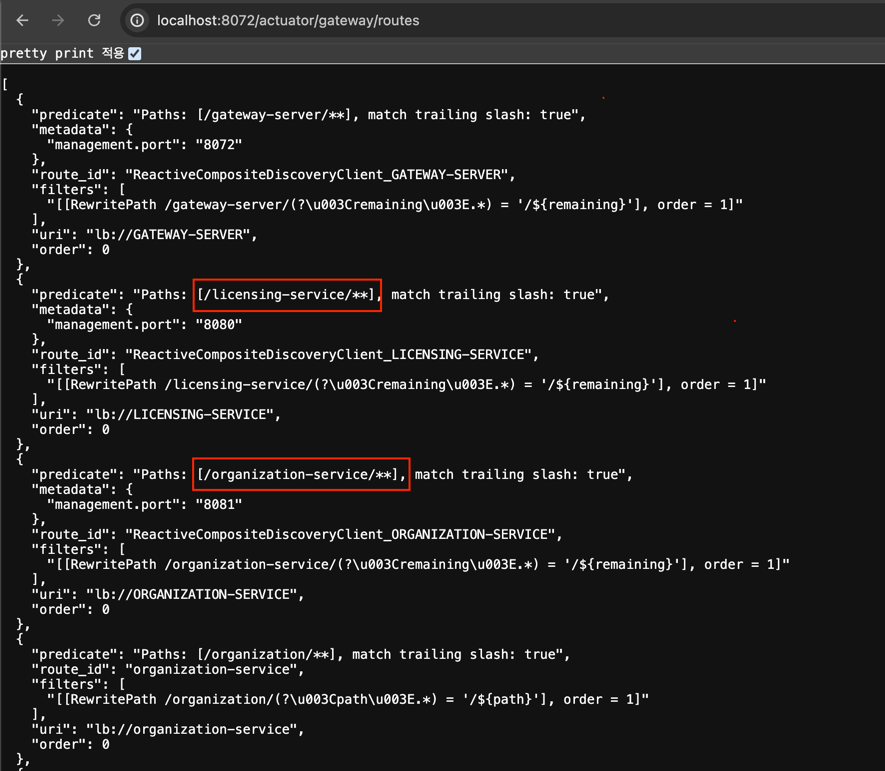 localhost:8072/actuator/gateway/routes
pretty print 적용
[
  {
    "predicate": "Paths: [/gateway-server/**], match trailing slash: true",
    "metadata": {
      "management.port": "8072"
    },
    "route_id": "ReactiveCompositeDiscoveryClient_GATEWAY-SERVER",
    "filters": [
      "[[RewritePath /gateway-server/(?\u003Cremaining\u003E.*) = '/${remaining}'], order = 1]"
    ],
    "uri": "lb://GATEWAY-SERVER",
    "order": 0
  },
  {
    "predicate": "Paths: [/licensing-service/**], match trailing slash: true",
    "metadata": {
      "management.port": "8080"
    },
    "route_id": "ReactiveCompositeDiscoveryClient_LICENSING-SERVICE",
    "filters": [
      "[[RewritePath /licensing-service/(?\u003Cremaining\u003E.*) = '/${remaining}'], order = 1]"
    ],
    "uri": "lb://LICENSING-SERVICE",
    "order": 0
  },
  {
    "predicate": "Paths: [/organization-service/**], match trailing slash: true",
    "metadata": {
      "management.port": "8081"
    },
    "route_id": "ReactiveCompositeDiscoveryClient_ORGANIZATION-SERVICE",
    "filters": [
      "[[RewritePath /organization-service/(?\u003Cremaining\u003E.*) = '/${remaining}'], order = 1]"
    ],
    "uri": "lb://ORGANIZATION-SERVICE",
    "order": 0
  },
  {
    "predicate": "Paths: [/organization/**], match trailing slash: true",
    "route_id": "organization-service",
    "filters": [
      "[[RewritePath /organization/(?\u003Cpath\u003E.*) = '/${path}'], order = 1]"
    ],
    "uri": "lb://organization-service",
    "order": 0
  },
  {